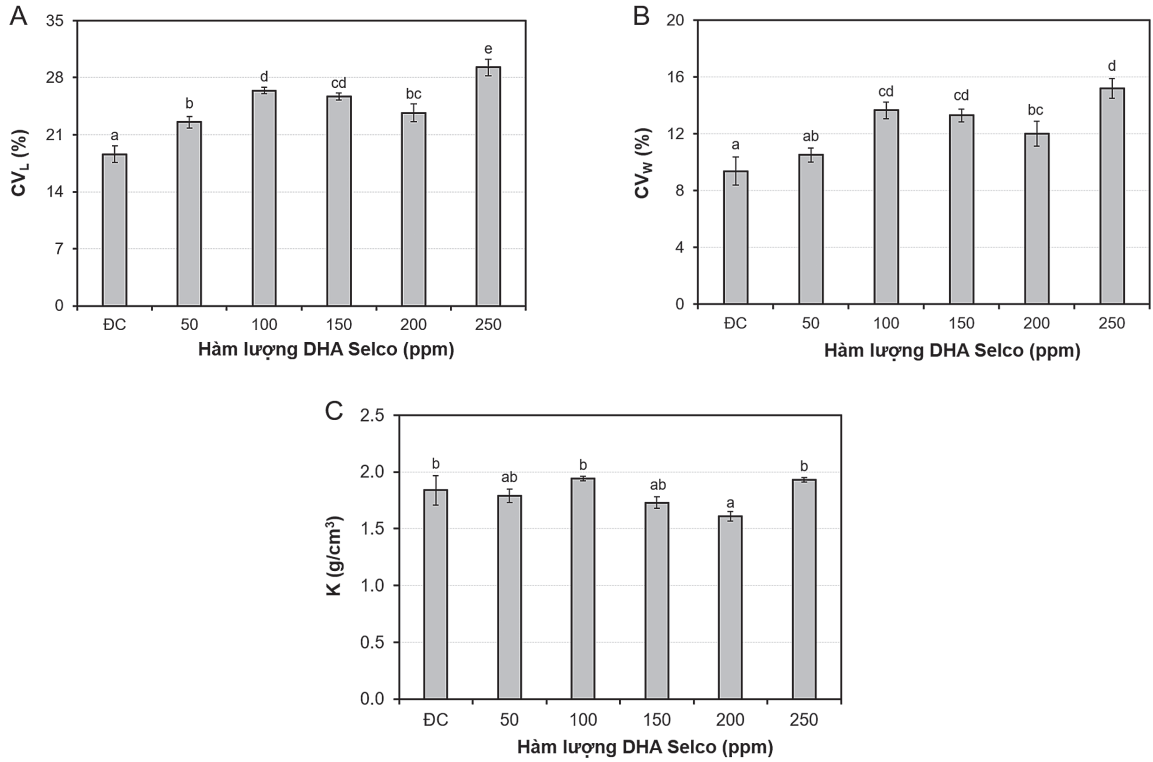 A
CVL (%)
35
28
21
14
7
0
a
b
d
cd
bc
e
ĐC 50 100 150 200 250
Hàm lượng DHA Selco (ppm)
B
CVW (%)
20
16
12
8
4
0
a
ab
cd
cd
bc
d
ĐC 50 100 150 200 250
Hàm lượng DHA Selco (ppm)
C
K (g/cm³)
2.5
2.0
1.5
1.0
0.5
0.0
b
ab
b
ab
a
b
ĐC 50 100 150 200 250
Hàm lượng DHA Selco (ppm)